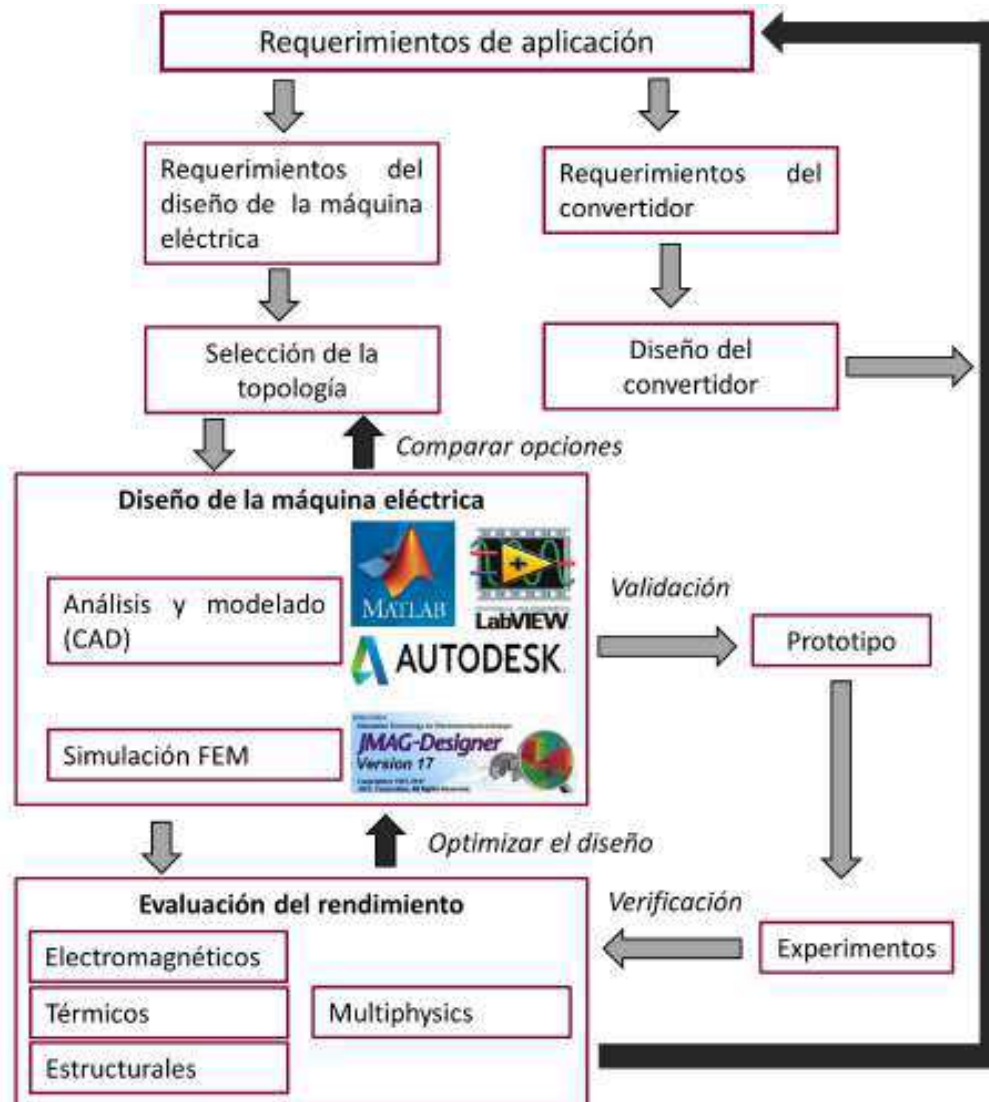 Requerimientos de aplicación
Requerimientos del
diseño de la máquina
eléctrica
Requerimientos del
convertidor
Selección de la
topología
Diseño del
convertidor
Comparar opciones
Diseño de la máquina eléctrica
Análisis y modelado
(CAD)
MATLAB
LabVIEW
AUTODESK.
Simulación FEM
JMAG-Designer
Version 17
Validación
Prototipo
Optimizar el diseño
Evaluación del rendimiento
Electromagnéticos
Térmicos
Estructurales
Multiphysics
Verificación
Experimentos